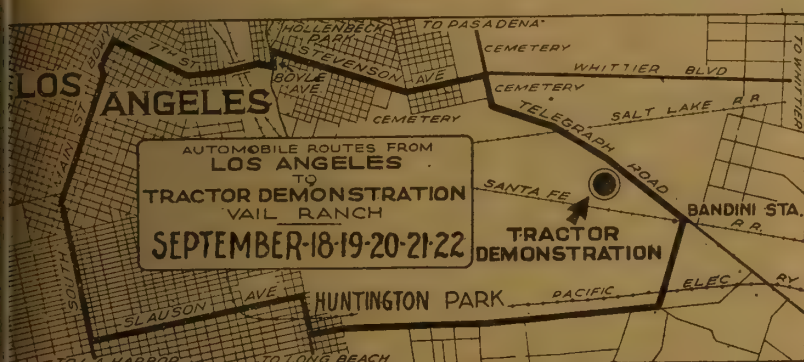 HOLLENBECK
PARK
TO PASADENA
CEMETERY
E 7TH ST
STEVENSON AVE
WHITTIER BLVD
TO WHITTIER
BOYLE
AVE
CEMETERY
LOS ANGELES
CEMETERY
TELEGRAPH ROAD
SALT LAKE R.R.
AUTOMOBILE ROUTES FROM
LOS ANGELES
TO
TRACTOR DEMONSTRATION
VAIL RANCH
SEPTEMBER-18-19-20-21-22
SANTA FE R.R.
BANDINI STA.
TRACTOR
DEMONSTRATION
SOUTH
SLAUSON AVE
HUNTINGTON PARK
PACIFIC ELEC RY
HARBOR
TO LONG BEACH